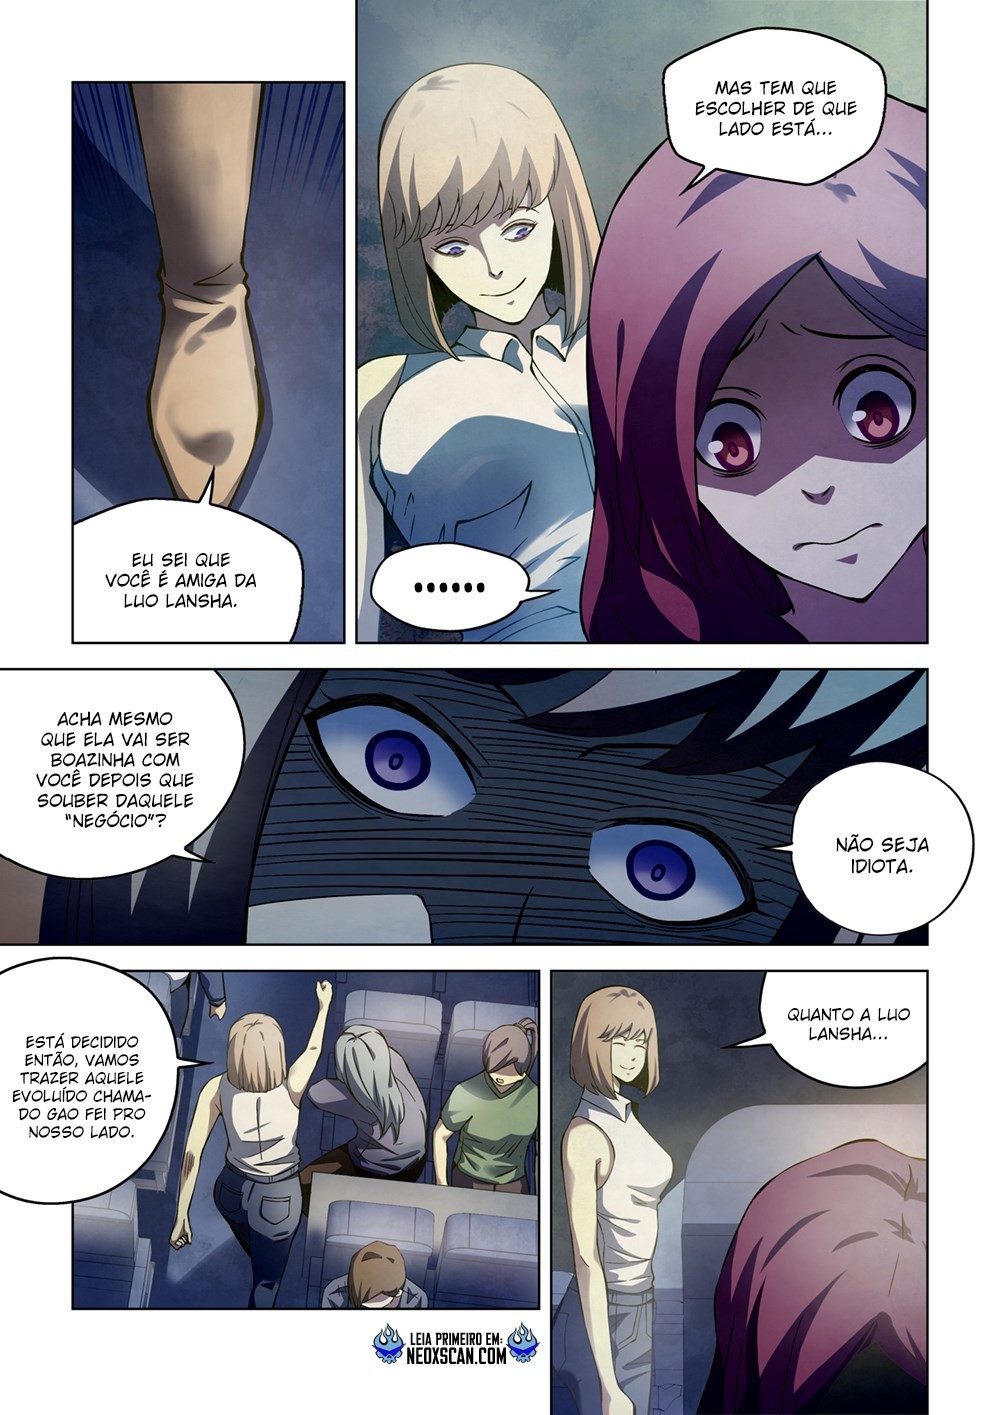 EU SEI QUE
VOCÊ É AMIGA DA
LUO LANSHA.
MAS TEM QUE
ESCOLHER DE QUE
LADO ESTÁ...
......
ACHA MESMO
QUE ELA VAI SER
BOAZINHA COM
VOCÊ DEPOIS QUE
SOUBER DAQUELE
"NEGÓCIO"?
NÃO SEJA
IDIOTA.
ESTÁ DECIDIDO
ENTÃO, VAMOS
TRAZER AQUELE
EVOLUÍDO CHAMA-
DO GAO FEI PRO
NOSSO LADO.
QUANTO A LUO
LANSHA...
LEIA PRIMEIRO EM:
NEOXSCAN.COM